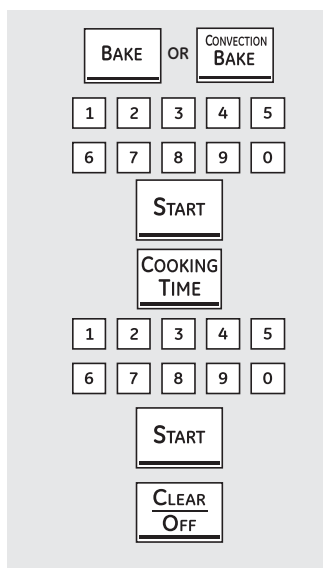 BAKE OR CONVECTION BAKE
1 2 3 4 5
6 7 8 9 0
START
COOKING
TIME
1 2 3 4 5
6 7 8 9 0
START
CLEAR
OFF